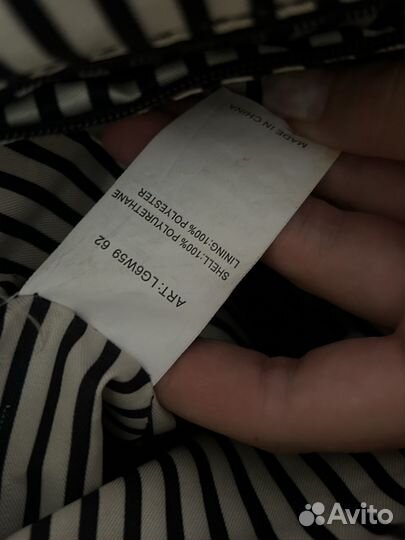 ART:LG6W59 62
SHELL:100% POLYURETHANE
LINING:100% POLYESTER
MADE IN CHINA
Avito